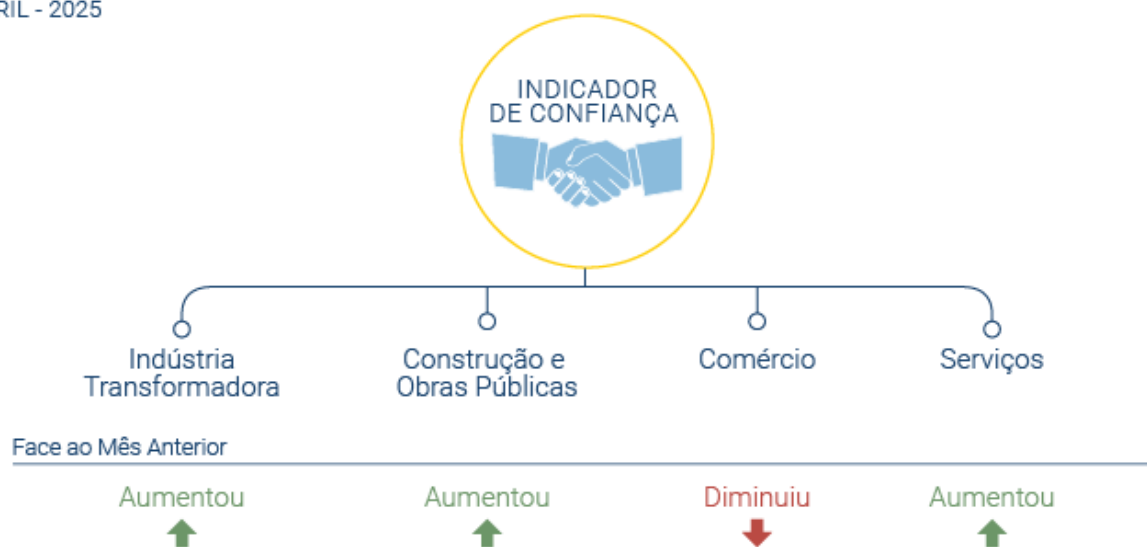 RIL - 2025
INDICADOR
DE CONFIANÇA
Indústria
Transformadora
Construção e
Obras Públicas
Comércio
Serviços
Face ao Mês Anterior
Aumentou
Aumentou
Diminuiu
Aumentou